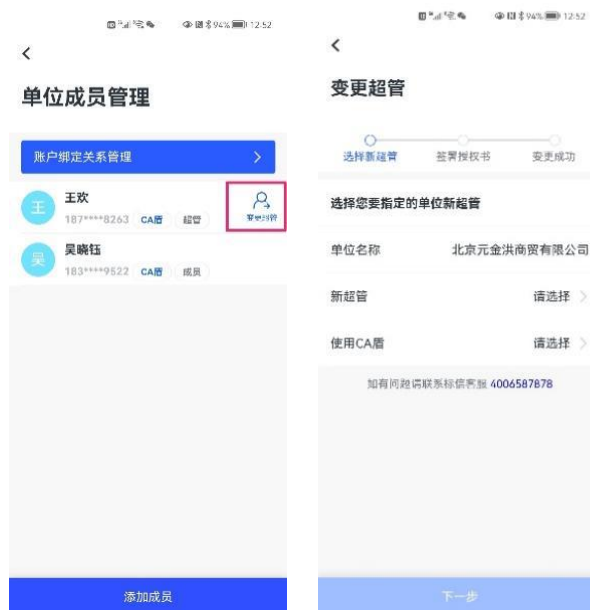 94% 12:52
单位成员管理
账户绑定关系管理
王 王欢
187****8263 CA盾 超管
变更超管
吴 吴晓钰
183****9522 CA盾 成员
添加成员
94% 12:52
变更超管
选择新超管 签署授权书 变更成功
选择您要指定的单位新超管
单位名称 北京元金洪商贸有限公司
新超管 请选择
使用CA盾 请选择
如有问题请联系标信客服 4006587878
下一步